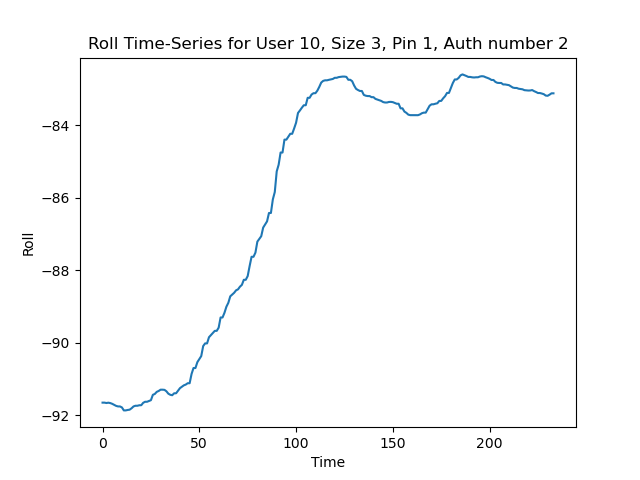 Roll Time-Series for User 10, Size 3, Pin 1, Auth number 2
−84
−86
−88
−90
−92
Roll
0 50 100 150 200
Time